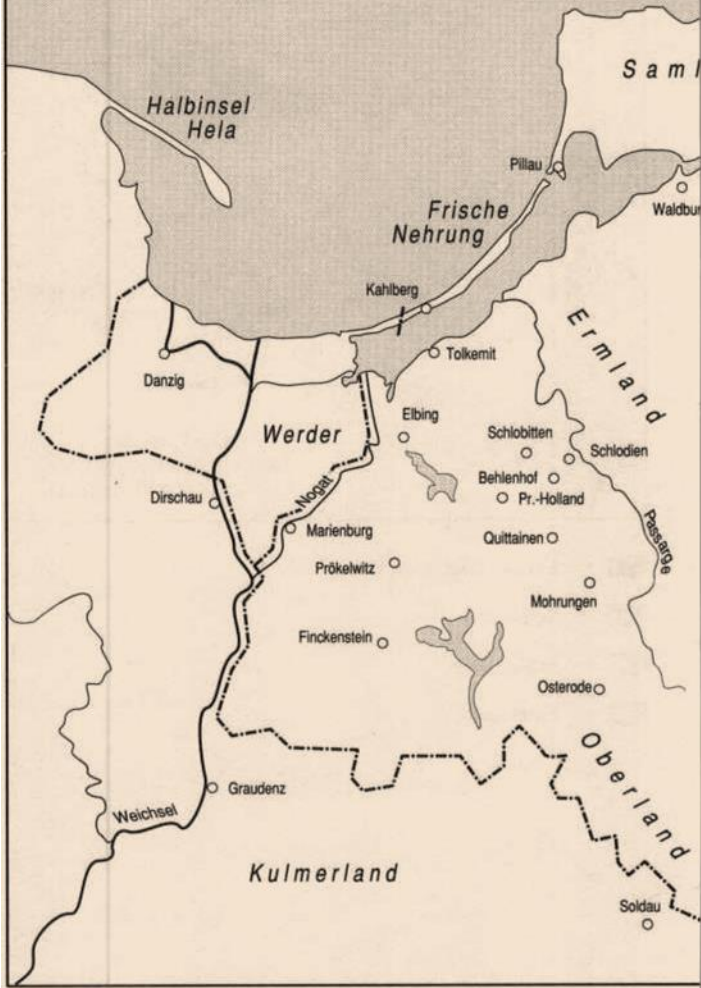 Saml
Halbinsel
Hela
Pillau
Waldbur
Frische
Nehrung
Kahlberg
Ermland
Tolkemit
Danzig
Elbing
Werder
Schlobitten
Schlodien
Behlenhof
Dirschau
Nogat
Pr.-Holland
Marienburg
Passarge
Quittainen
Prökelwitz
Mohrungen
Finckenstein
Osterode
Oberland
Graudenz
Weichsel
Kulmerland
Soldau